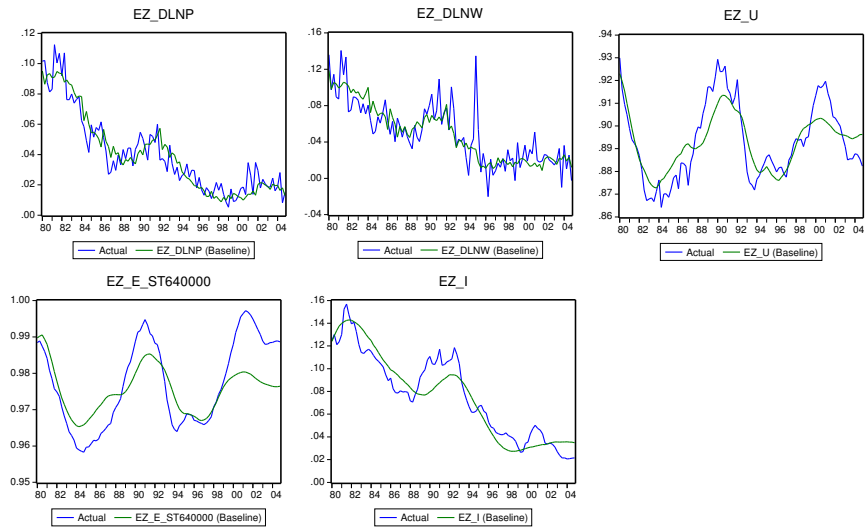 EZ_DLNP
.12
.10
.08
.06
.04
.02
.00
80 82 84 86 88 90 92 94 96 98 00 02 04
Actual EZ_DLNP (Baseline)
EZ_DLNW
.16
.12
.08
.04
.00
-.04
80 82 84 86 88 90 92 94 96 98 00 02 04
Actual EZ_DLNW (Baseline)
EZ_U
.94
.93
.92
.91
.90
.89
.88
.87
.86
80 82 84 86 88 90 92 94 96 98 00 02 04
Actual EZ_U (Baseline)
EZ_E_ST640000
1.00
0.99
0.98
0.97
0.96
0.95
80 82 84 86 88 90 92 94 96 98 00 02 04
Actual EZ_E_ST640000 (Baseline)
EZ_I
.16
.14
.12
.10
.08
.06
.04
.02
.00
80 82 84 86 88 90 92 94 96 98 00 02 04
Actual EZ_I (Baseline)